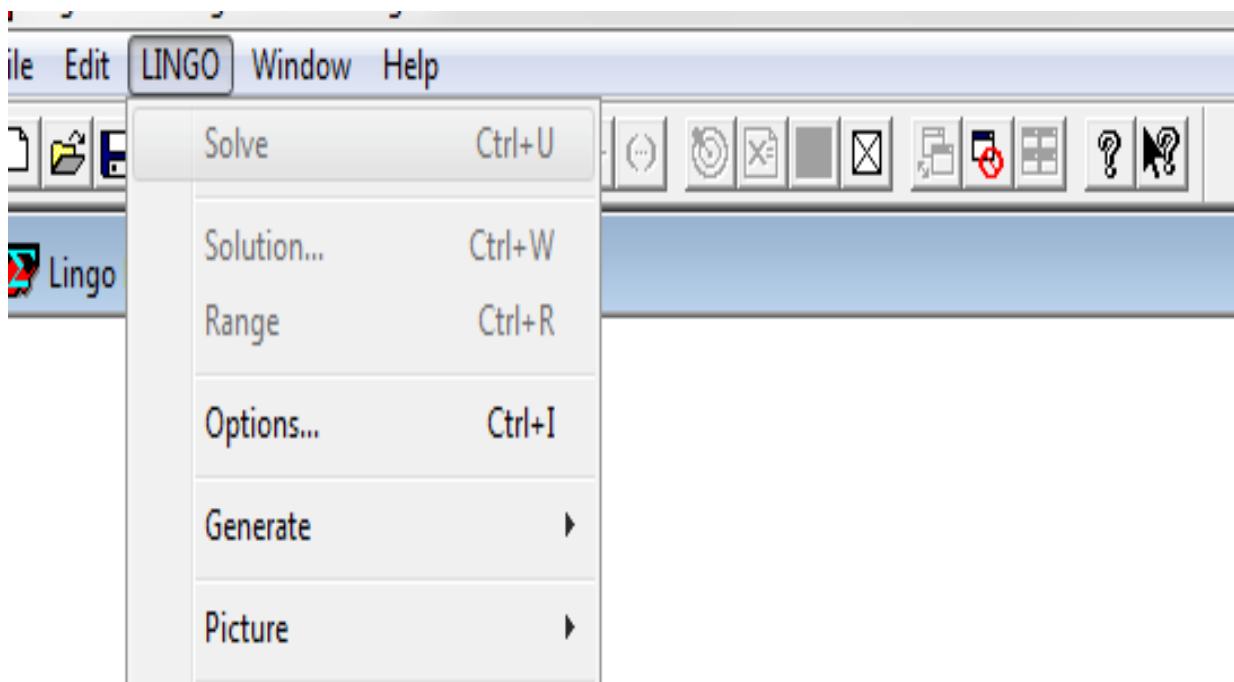 ile Edit LINGO Window Help
Solve Ctrl+U
Lingo
Solution... Ctrl+W
Range Ctrl+R
Options... Ctrl+I
Generate
Picture